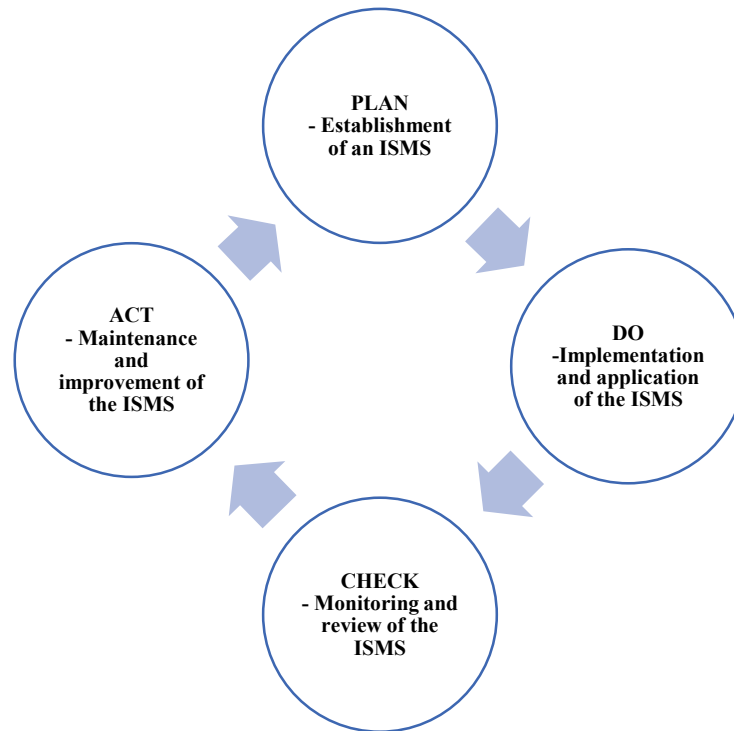 PLAN
- Establishment
of an ISMS
DO
-Implementation
and application
of the ISMS
CHECK
- Monitoring and
review of the
ISMS
ACT
- Maintenance
and
improvement of
the ISMS